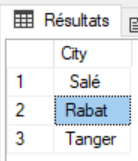 Résultats
City
1 Salé
2 Rabat
3 Tanger